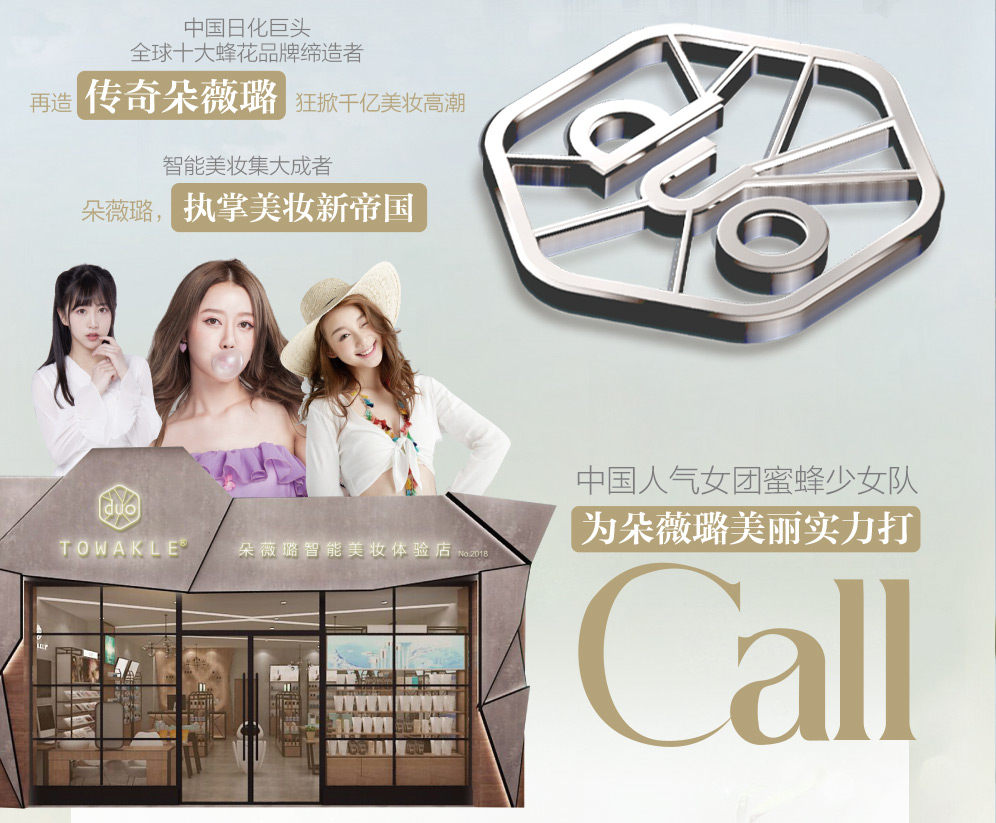 中国日化巨头
全球十大蜂花品牌缔造者
再造 传奇朵薇璐 狂掀千亿美妆高潮
智能美妆集大成者
朵薇璐，执掌美妆新帝国
duo
duo
TOWAKLE®
朵薇璐智能美妆体验店 No.2018
中国人气女团蜜蜂少女队
为朵薇璐美丽实力打
Call